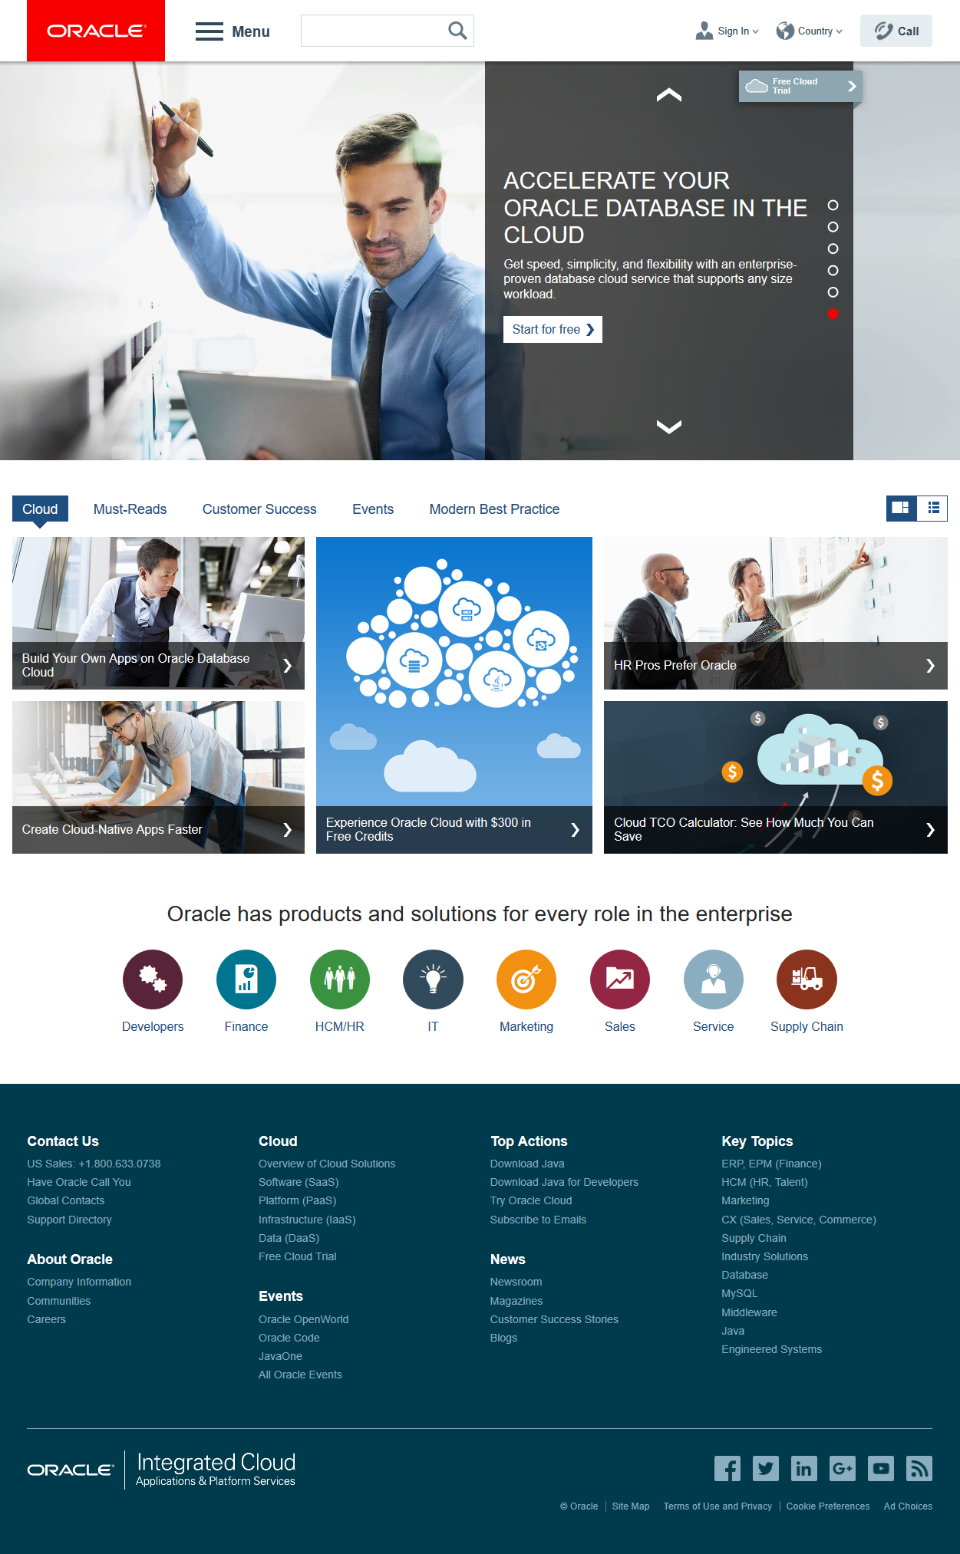 ORACLE
Menu
Sign In
Country
Call
Free Cloud
Trial
ACCELERATE YOUR
ORACLE DATABASE IN THE
CLOUD
Get speed, simplicity, and flexibility with an enterprise-
proven database cloud service that supports any size
workload.
Start for free
Cloud
Must-Reads
Customer Success
Events
Modern Best Practice
Build Your Own Apps on Oracle Database
Cloud
HR Pros Prefer Oracle
Create Cloud-Native Apps Faster
Experience Oracle Cloud with $300 in
Free Credits
$
$
$
$
Cloud TCO Calculator: See How Much You Can
Save
Oracle has products and solutions for every role in the enterprise
Developers
Finance
HCM/HR
IT
Marketing
Sales
Service
Supply Chain
Contact Us
US Sales: +1.800.633.0738
Have Oracle Call You
Global Contacts
Support Directory
About Oracle
Company Information
Communities
Careers
Cloud
Overview of Cloud Solutions
Software (SaaS)
Platform (PaaS)
Infrastructure (IaaS)
Data (DaaS)
Free Cloud Trial
Events
Oracle OpenWorld
Oracle Code
JavaOne
All Oracle Events
Top Actions
Download Java
Download Java for Developers
Try Oracle Cloud
Subscribe to Emails
News
Newsroom
Magazines
Customer Success Stories
Blogs
Key Topics
ERP, EPM (Finance)
HCM (HR, Talent)
Marketing
CX (Sales, Service, Commerce)
Supply Chain
Industry Solutions
Database
MySQL
Middleware
Java
Engineered Systems
ORACLE
Integrated Cloud
Applications & Platform Services
f
in
G+
© Oracle
Site Map
Terms of Use and Privacy
Cookie Preferences
Ad Choices